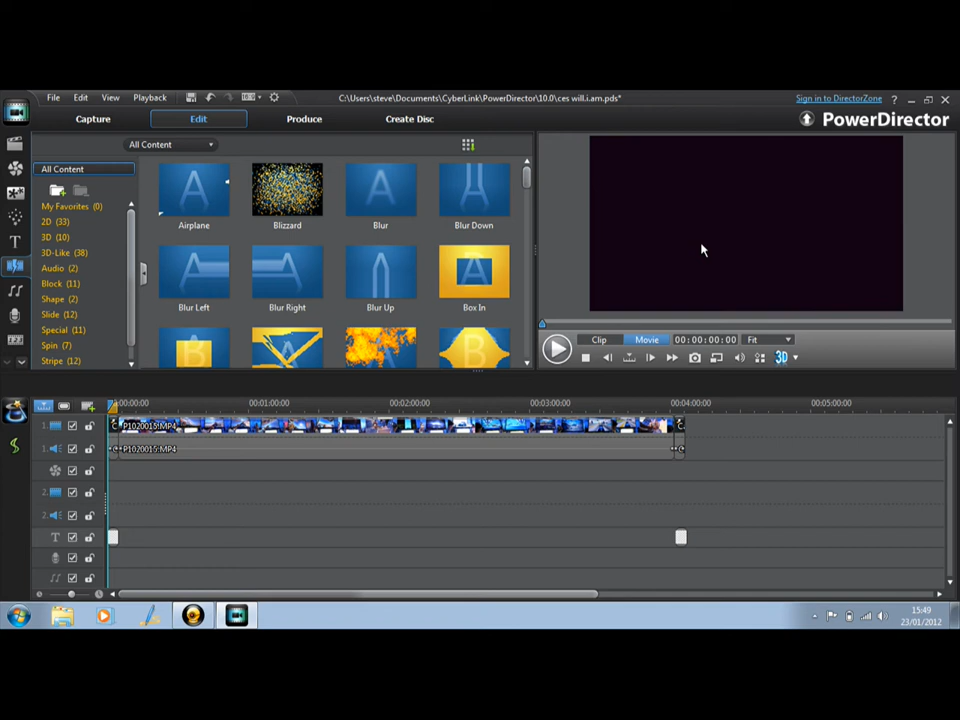 File Edit View Playback C:\Users\steve\Documents\CyberLink\PowerDirector\10.0\ces will.i.am.pds* Sign in to DirectorZone ?
Capture Edit Produce Create Disc PowerDirector
All Content
All Content
My Favorites (0)
2D (33)
3D (10)
3D-Like (38)
Audio (2)
Block (11)
Shape (2)
Slide (12)
Special (11)
Spin (7)
Stripe (12)
Airplane Blizzard Blur Blur Down
Blur Left Blur Right Blur Up Box In
Clip Movie 00:00:00:00 Fit
3D
00:00:00 00:01:00:00 00:02:00:00 00:03:00:00 00:04:00:00 00:05:00:00
1. P1020015.MP4
1. P1020015.MP4
2.
2.
15:49
23/01/2012